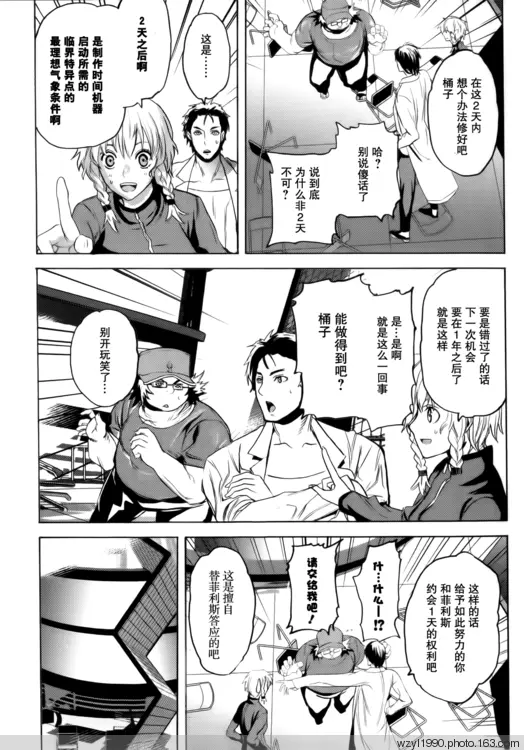 在这2天内
想个办法修好吧
桶子
哈？
别说傻话了
说到底
为什么非2天
不可？
这是…
2天之后啊
是制作时间机器
启动所需的
临界特异点的
最理想气象条件啊
要是错过了的话
下一次机会
要在1年之后了
就是这样
是…是啊
就是这么一回事
能做得到吧？
桶子
别开玩笑了…
这样的话
给予如此努力的你
和菲利斯
约会1天的权利吧
什…什么—!?
请交给我吧！
这是擅自
替菲利斯答应的吧
www.wzyl1990.photo.163.com